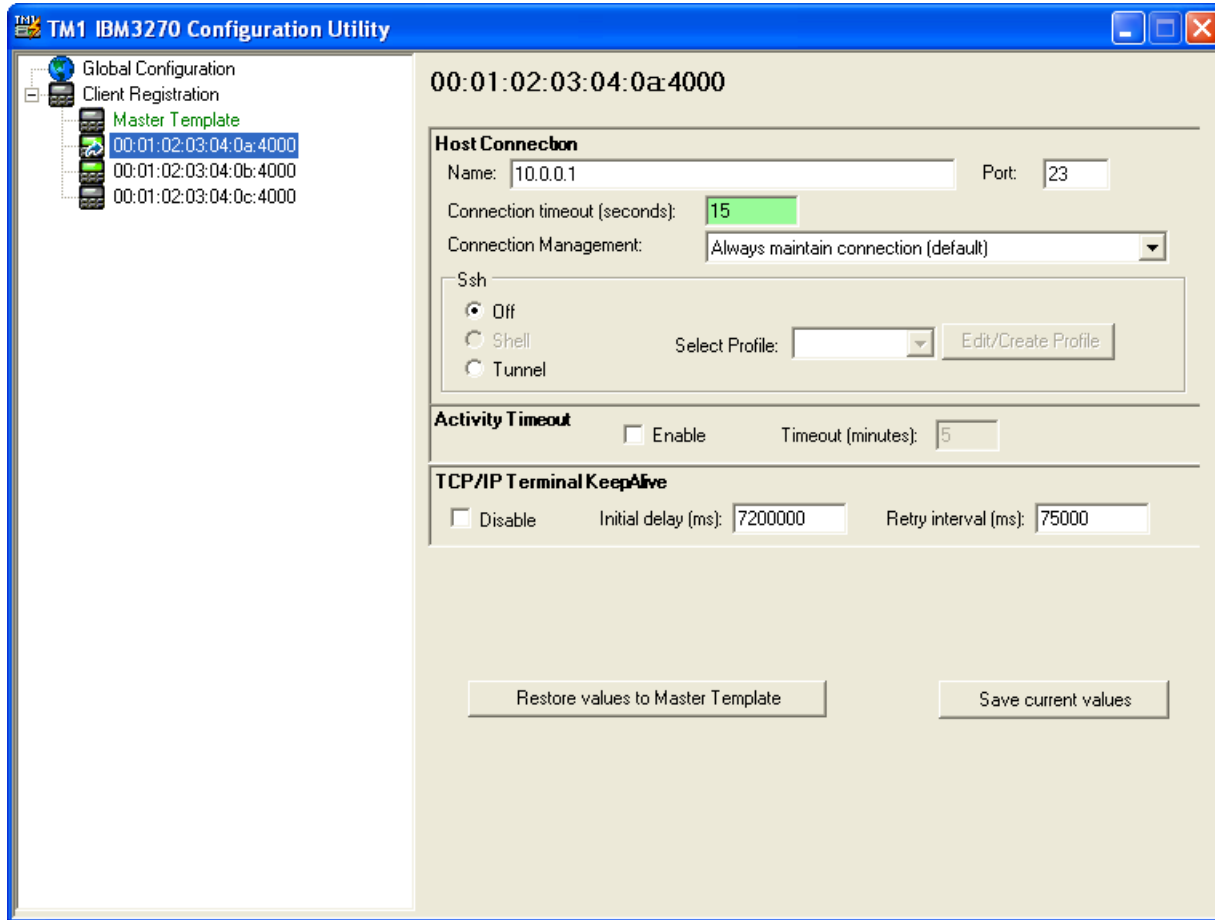 TM1 IBM3270 Configuration Utility
Global Configuration
Client Registration
Master Template
00:01:02:03:04:0a:4000
00:01:02:03:04:0b:4000
00:01:02:03:04:0c:4000
00:01:02:03:04:0a:4000
Host Connection
Name: 10.0.0.1 Port: 23
Connection timeout (seconds): 15
Connection Management: Always maintain connection (default)
Ssh
Off
Shell
Select Profile: Edit/Create Profile
Tunnel
Activity Timeout
Enable Timeout (minutes): 5
TCP/IP Terminal KeepAlive
Disable Initial delay (ms): 7200000 Retry interval (ms): 75000
Restore values to Master Template Save current values